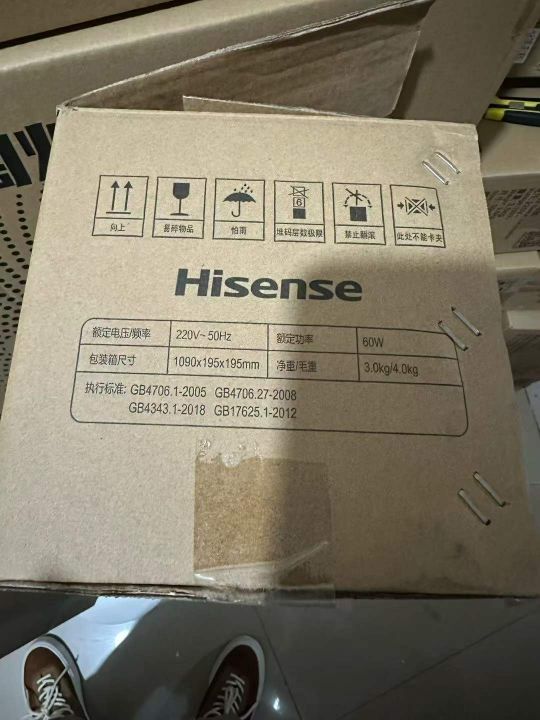 向上
易碎物品
怕雨
6
堆码层数极限
禁止翻滚
此处不能卡夹
Hisense
额定电压/频率 220V~50Hz 额定功率 60W
包装箱尺寸 1090x195x195mm 净重/毛重 3.0kg/4.0kg
执行标准: GB4706.1-2005 GB4706.27-2008
GB4343.1-2018 GB17625.1-2012